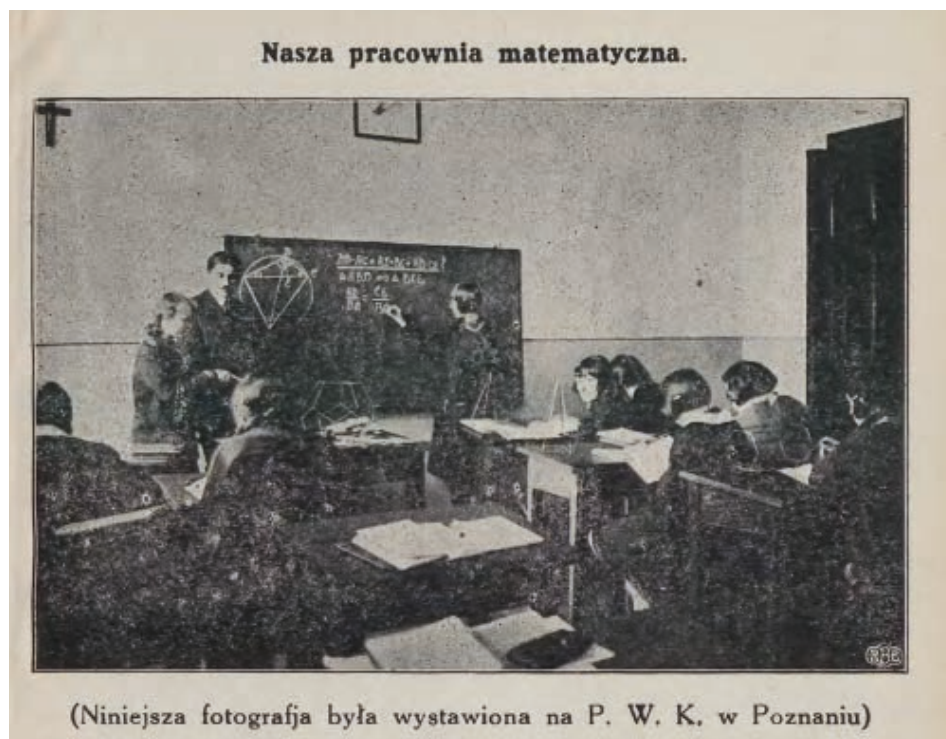 Nasza pracownia matematyczna.
(Niniejsza fotografja była wystawiona na P. W. K. w Poznaniu)